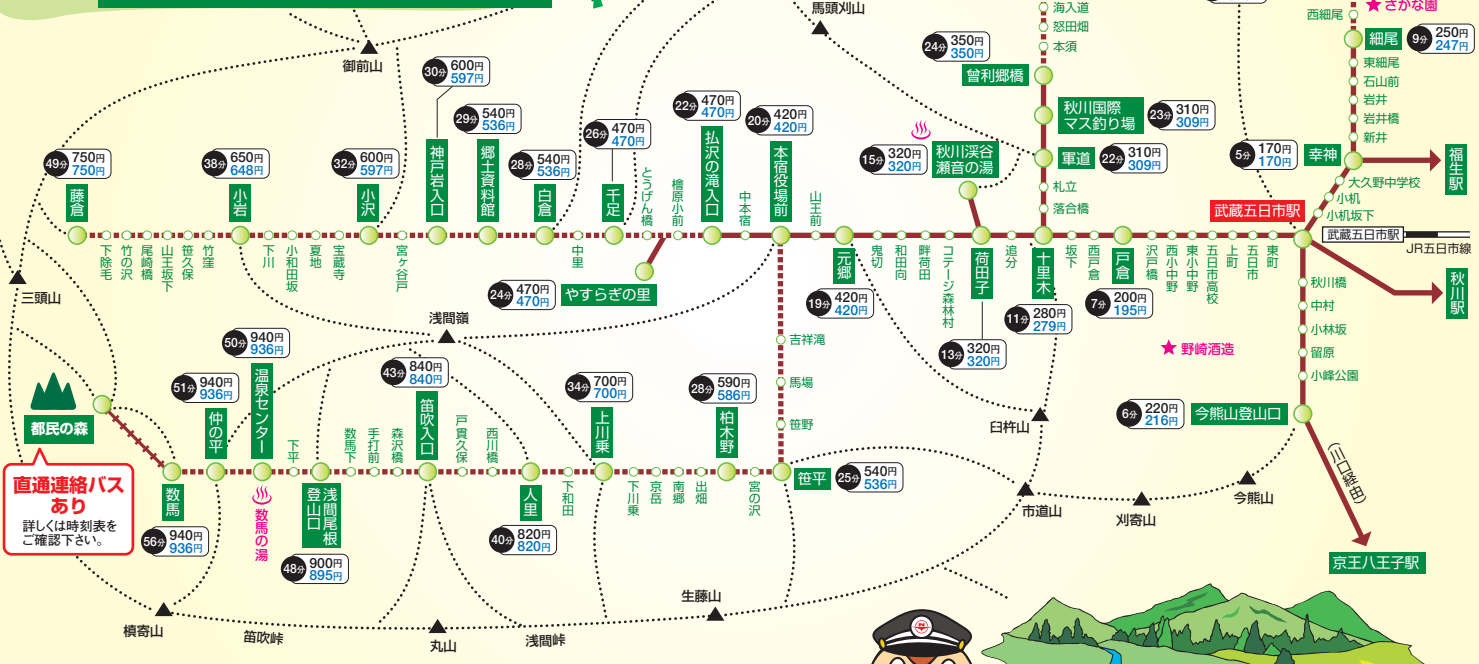 馬頭刈山
海入道
怒田畑
本須
西細尾
★さかな園
細尾
9分 250円
247円
東細尾
石山前
岩井
岩井橋
新井
御前山
30分 600円
597円
24分 350円
350円
曾利郷橋
29分 540円
536円
22分 470円
470円
20分 420円
420円
秋川国際
マス釣り場
23分 310円
309円
26分 470円
470円
15分 320円
320円
秋川渓谷
瀬音の湯
軍道
22分 310円
309円
5分 170円
170円
幸神
福生駅
49分 750円
750円
38分 650円
648円
32分 600円
597円
28分 540円
536円
札立
落合橋
大久野中学校
小机
小机坂下
武蔵五日市駅
武蔵五日市駅
JR五日市線
藤倉
小岩
小沢
神戸岩入口
郷土資料館
白倉
千足
とうげん橋
檜原小前
払沢の滝入口
中本宿
本宿役場前
山王前
下除毛
竹の沢
尾崎橋
山王坂下
笹久保
竹窪
下川
小和田坂
夏地
宝蔵寺
宮ヶ谷戸
中里
元郷
鬼切
和田向
畔荷田
コテージ森林村
荷田子
追分
十里木
坂下
西戸倉
戸倉
沢戸橋
西小中野
東小中野
五日市高校
上町
五日市
東町
秋川駅
24分 470円
470円
やすらぎの里
19分 420円
420円
11分 280円
279円
7分 200円
195円
13分 320円
320円
三頭山
浅間嶺
吉祥滝
馬場
笹野
★ 野崎酒造
秋川橋
中村
小林坂
留原
小峰公園
6分 220円
216円
今熊山登山口
50分 940円
936円
51分 940円
936円
43分 840円
840円
34分 700円
700円
28分 590円
586円
臼杵山
都民の森
直通連絡バス
あり
詳しくは時刻表を
ご確認下さい。
仲の平
温泉センター
下平
数馬下
手打前
森沢橋
笛吹入口
戸貫久保
西川橋
上川乗
柏木野
笹平
25分 540円
536円
数馬
数馬の湯
浅間尾根
登山口
人里
下和田
下川乗
京岳
南郷
出畑
宮の沢
56分 940円
936円
48分 900円
895円
40分 820円
820円
市道山
刈寄山
今熊山
(川口経由)
京王八王子駅
槙寄山
笛吹峠
丸山
浅間峠
生藤山